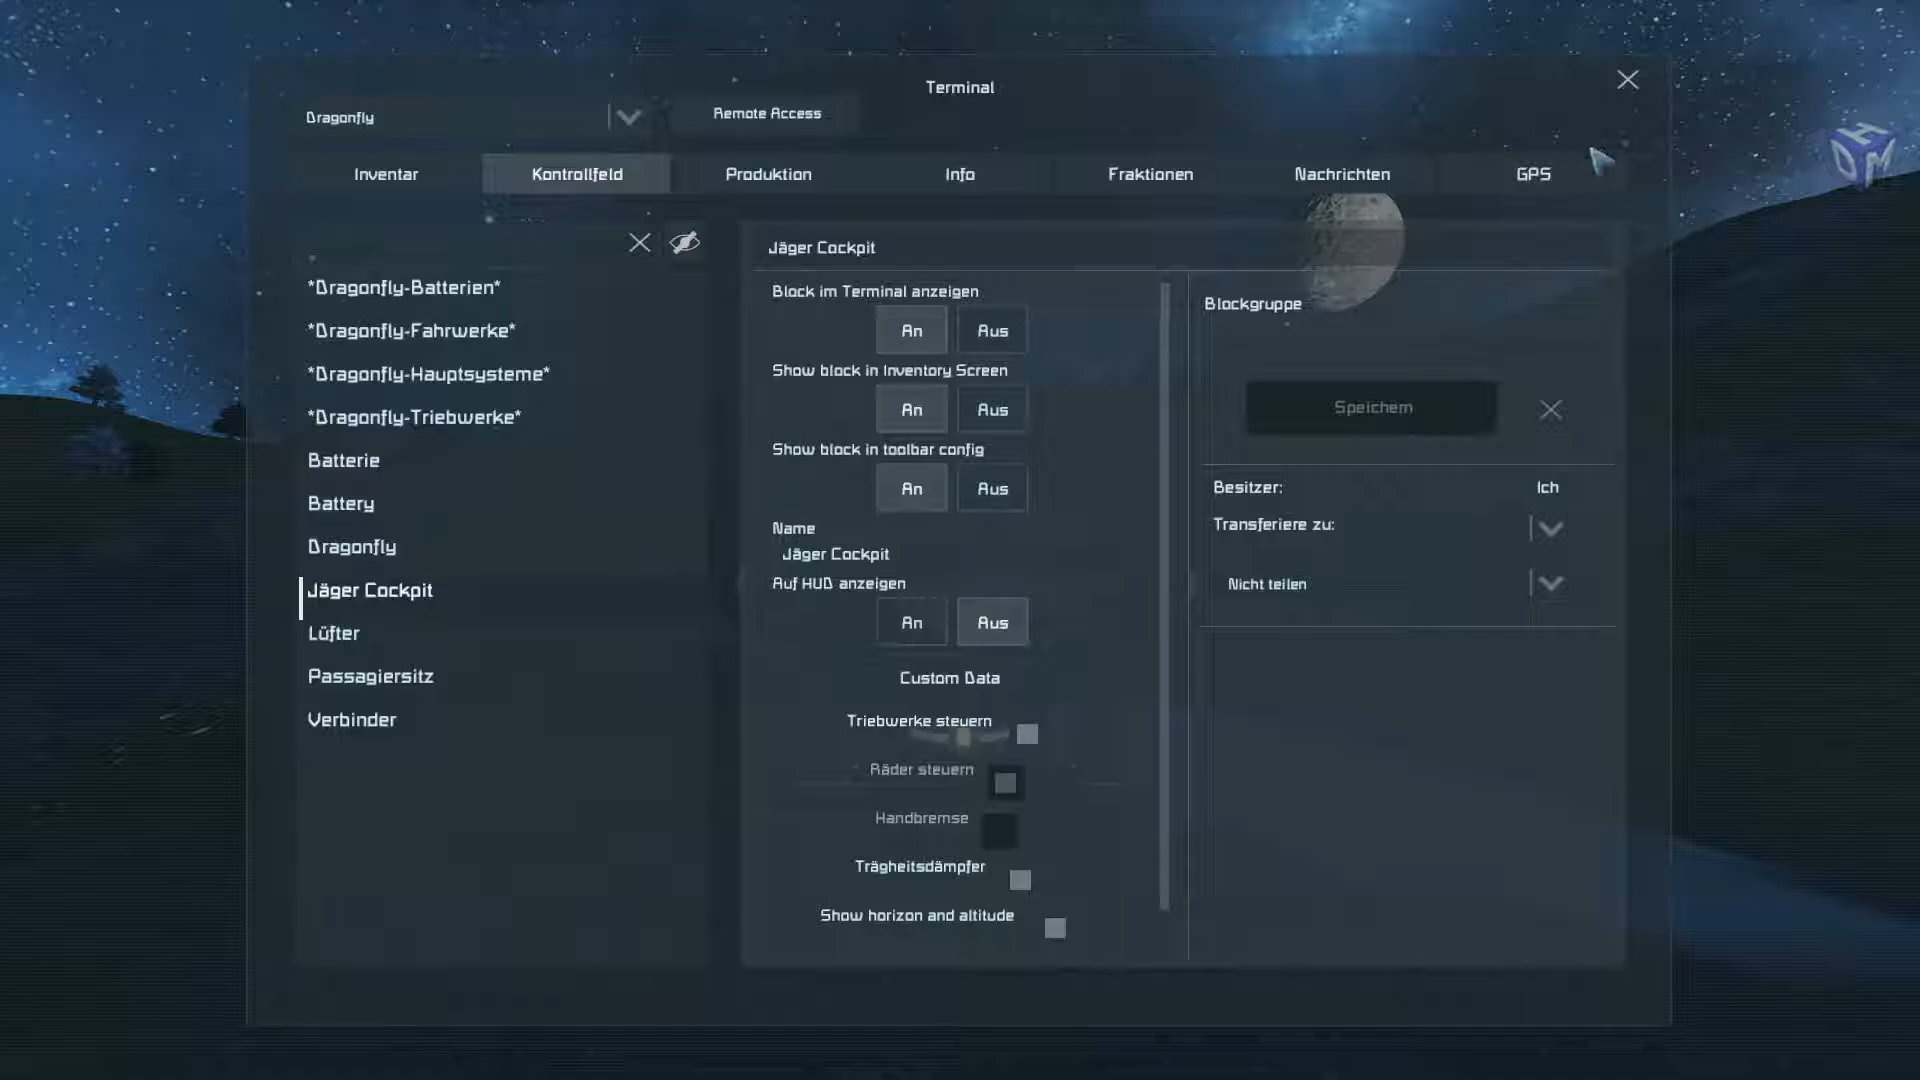 Terminal
Dragonfly
Remote Access
Inventar
Kontrollfeld
Produktion
Info
Fraktionen
Nachrichten
GPS
*Dragonfly-Batterien*
*Dragonfly-Fahrwerke*
*Dragonfly-Hauptsysteme*
*Dragonfly-Triebwerke*
Batterie
Battery
Dragonfly
Jäger Cockpit
Lüfter
Passagiersitz
Verbinder
Jäger Cockpit
Block im Terminal anzeigen
An Aus
Show block in Inventory Screen
An Aus
Show block in toolbar config
An Aus
Name
Jäger Cockpit
Auf HUD anzeigen
An Aus
Custom Data
Triebwerke steuern
Räder steuern
Handbremse
Trägheitsdämpfer
Show horizon and altitude
Blockgruppe
Speichern
Besitzer: Ich
Transferiere zu:
Nicht teilen
HDM